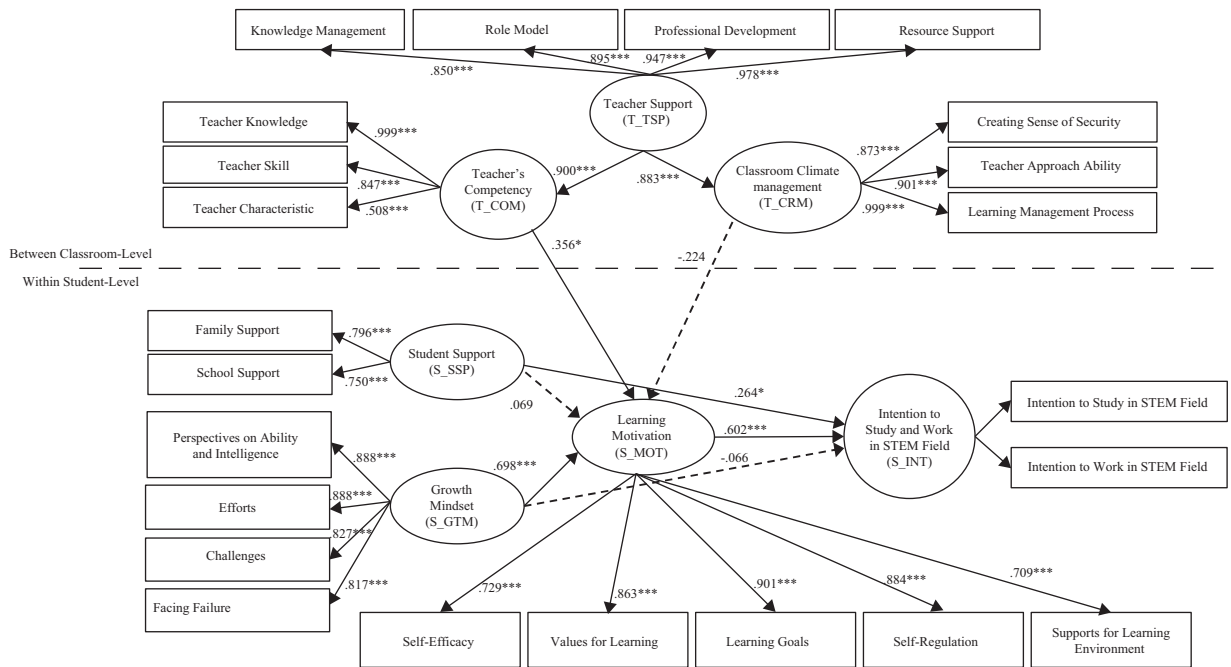 Knowledge Management
Role Model
Professional Development
Resource Support
.850***
.895***
.947***
.978***
Teacher Support
(T_TSP)
Teacher Knowledge
Teacher Skill
Teacher Characteristic
.999***
.847***
.508***
Teacher's
Competency
(T_COM)
.900***
.883***
Classroom Climate
management
(T_CRM)
.873***
.901***
.999***
Creating Sense of Security
Teacher Approach Ability
Learning Management Process
.356*
-.224
Between Classroom-Level
Within Student-Level
Family Support
School Support
.796***
.750***
Student Support
(S_SSP)
.069
.264*
Learning
Motivation
(S_MOT)
.602***
-.066
Intention to
Study and Work
in STEM Field
(S_INT)
Intention to Study in STEM Field
Intention to Work in STEM Field
Perspectives on Ability
and Intelligence
Efforts
Challenges
Facing Failure
.888***
.888***
.827***
.817***
Growth
Mindset
(S_GTM)
.698***
.729***
.863***
.901***
.884***
.709***
Self-Efficacy
Values for Learning
Learning Goals
Self-Regulation
Supports for Learning
Environment